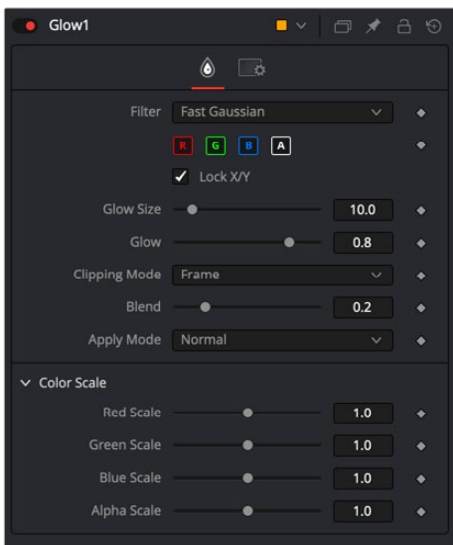 Glow1
Filter Fast Gaussian
R G B A
Lock X/Y
Glow Size 10.0
Glow 0.8
Clipping Mode Frame
Blend 0.2
Apply Mode Normal
Color Scale
Red Scale 1.0
Green Scale 1.0
Blue Scale 1.0
Alpha Scale 1.0